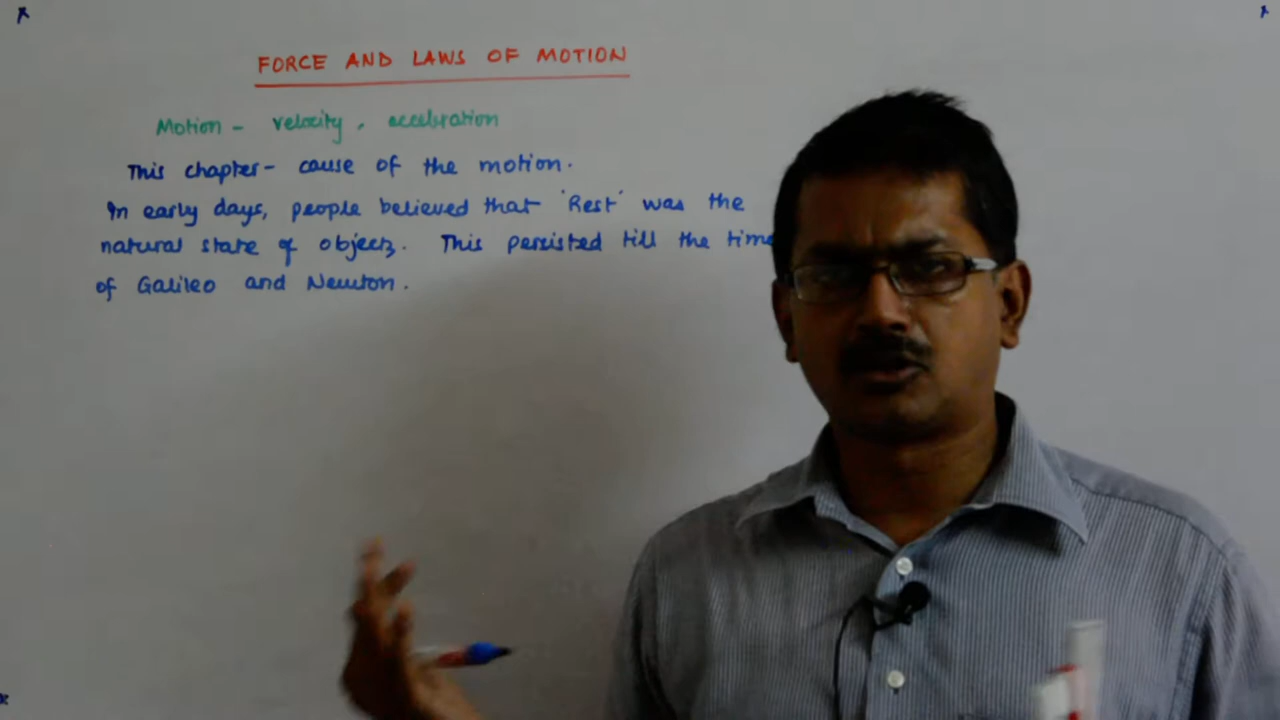 FORCE AND LAWS OF MOTION
Motion - velocity, acceleration
This chapter - cause of the motion.
In early days, people believed that 'Rest' was the
natural state of objects. This persisted till the time
of Galileo and Newton.